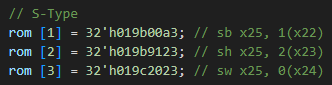 // S-Type
rom [1] = 32'h019b00a3; // sb x25, 1(x22)
rom [2] = 32'h019b9123; // sh x25, 2(x23)
rom [3] = 32'h019c2023; // sw x25, 0(x24)